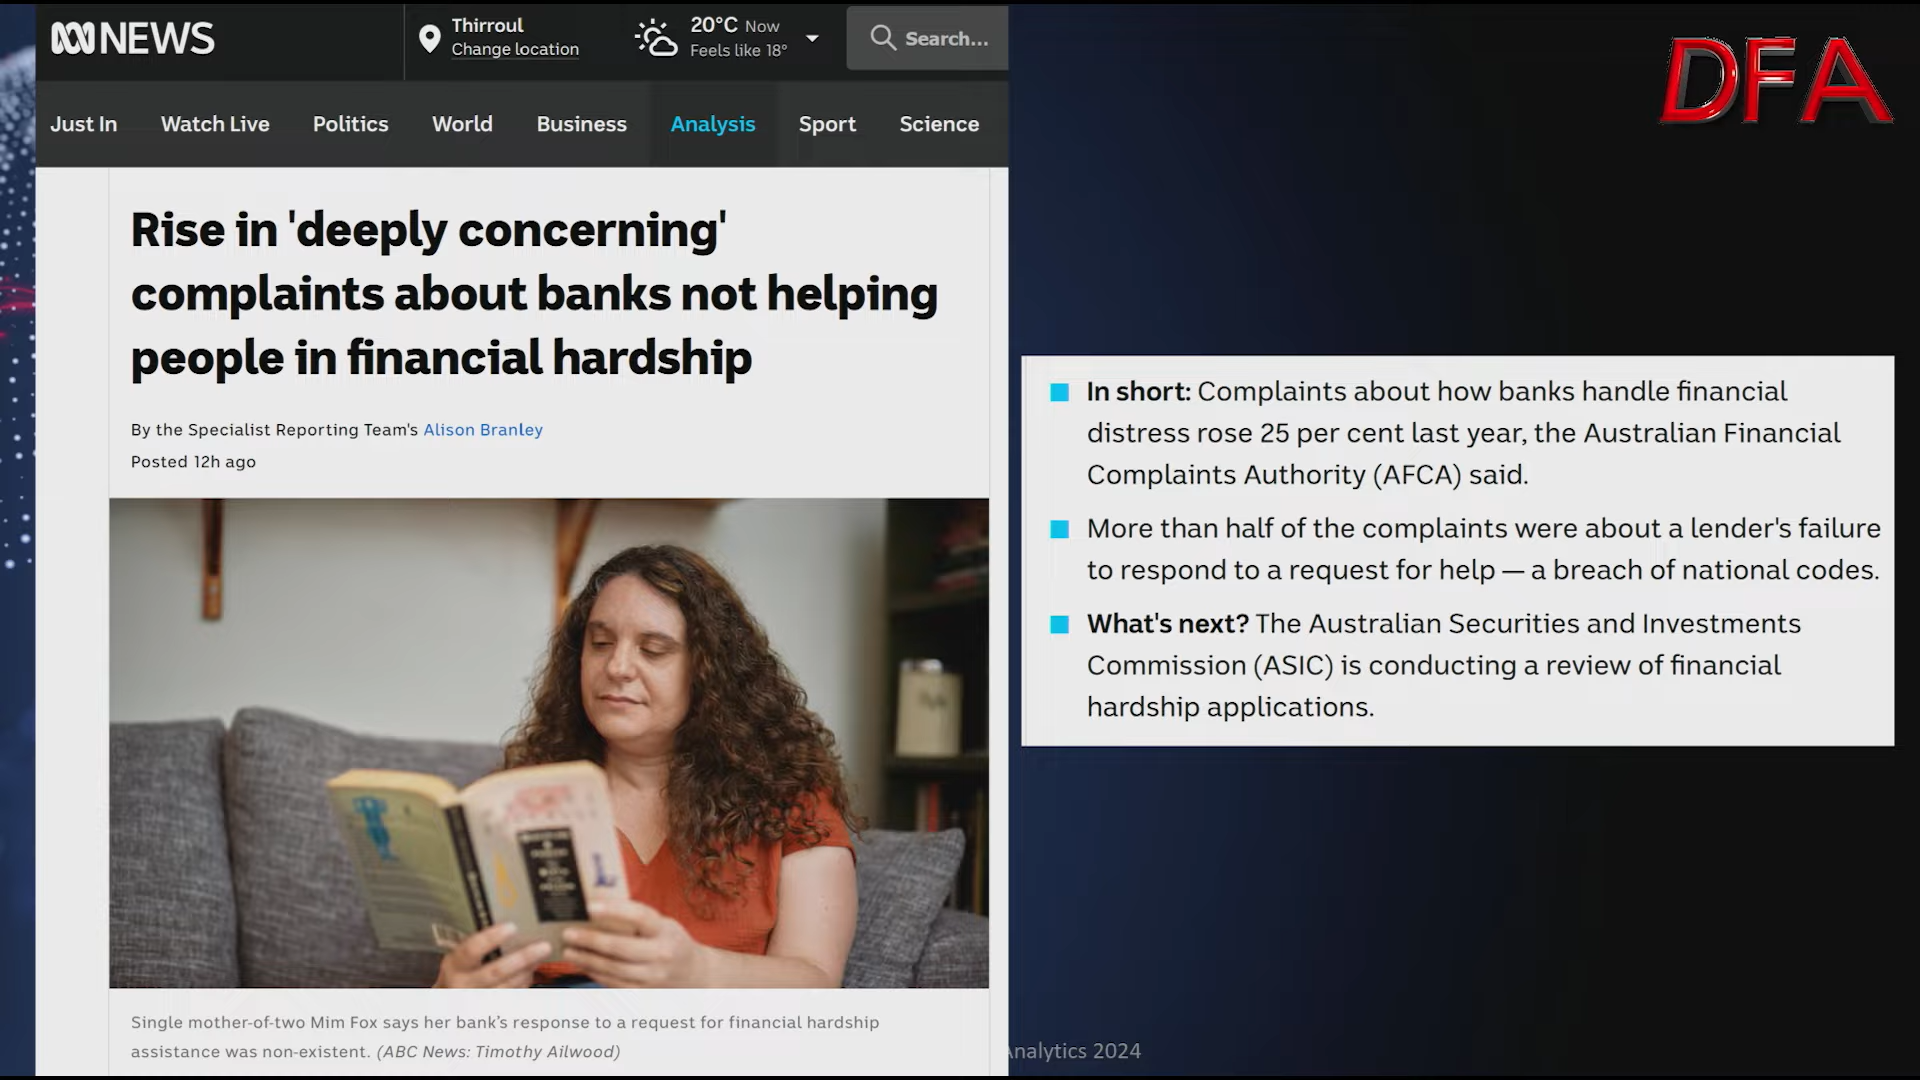 NEWS
Thirroul
Change location
20°C Now
Feels like 18°
Search...
Just In
Watch Live
Politics
World
Business
Analysis
Sport
Science
Rise in 'deeply concerning'
complaints about banks not helping
people in financial hardship
By the Specialist Reporting Team's Alison Branley
Posted 12h ago
Single mother-of-two Mim Fox says her bank's response to a request for financial hardship
assistance was non-existent. (ABC News: Timothy Ailwood)
DFA
In short: Complaints about how banks handle financial
distress rose 25 per cent last year, the Australian Financial
Complaints Authority (AFCA) said.
More than half of the complaints were about a lender's failure
to respond to a request for help — a breach of national codes.
What's next? The Australian Securities and Investments
Commission (ASIC) is conducting a review of financial
hardship applications.
Analytics 2024